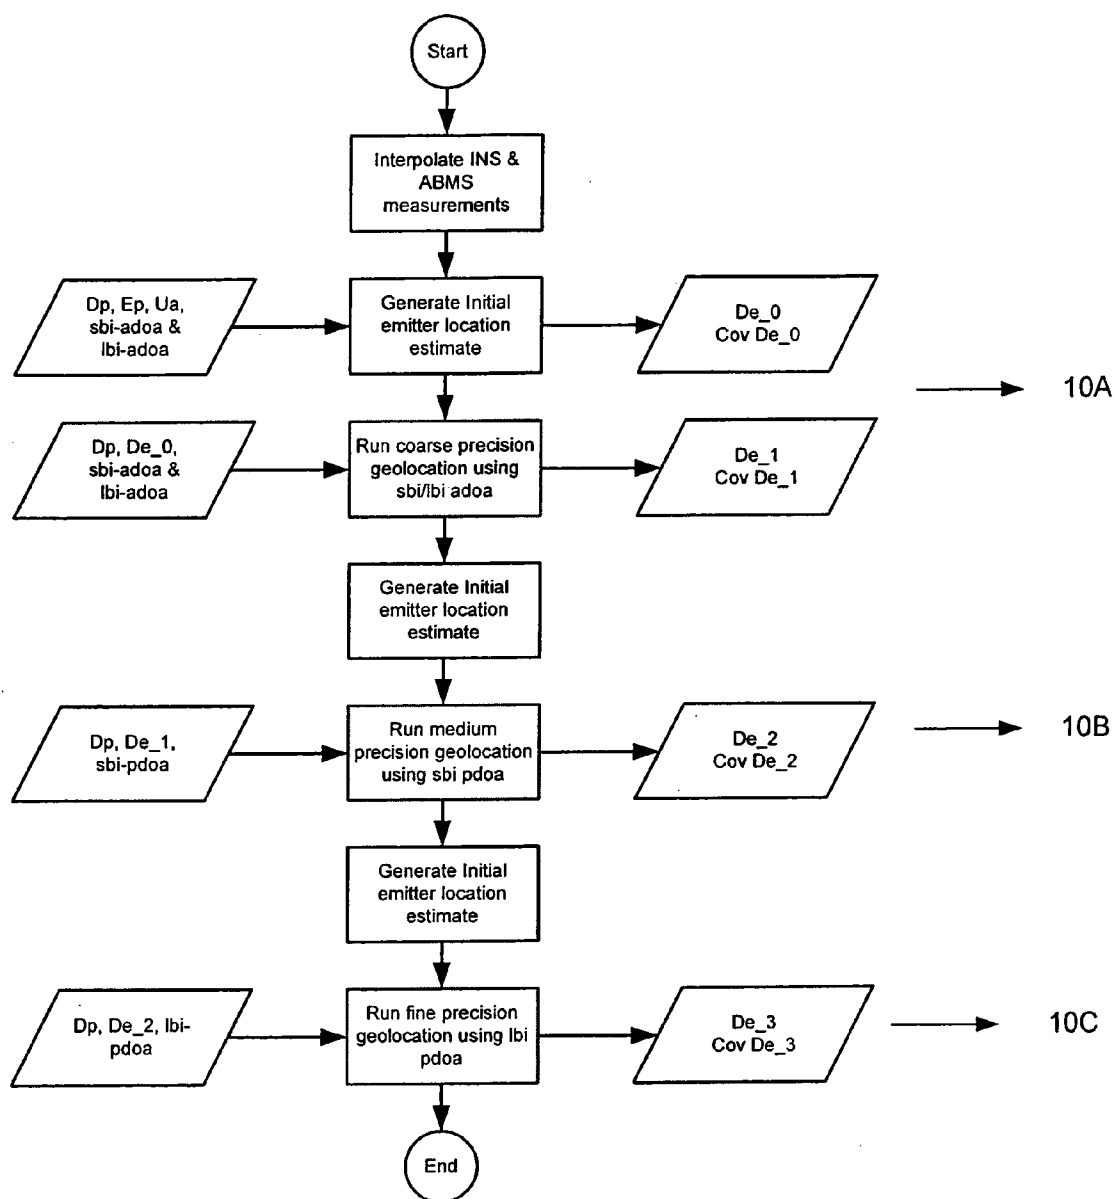 Start
Interpolate INS &
ABMS
measurements
Dp, Ep, Ua,
sbi-adoa &
lbi-adoa
Generate Initial
emitter location
estimate
De_0
Cov De_0
10A
Dp, De_0,
sbi-adoa &
lbi-adoa
Run coarse precision
geolocation using
sbi/lbi adoa
De_1
Cov De_1
Generate Initial
emitter location
estimate
Dp, De_1,
sbi-pdoa
Run medium
precision geolocation
using sbi pdoa
De_2
Cov De_2
10B
Generate Initial
emitter location
estimate
Dp, De_2, lbi-
pdoa
Run fine precision
geolocation using lbi
pdoa
De_3
Cov De_3
10C
End